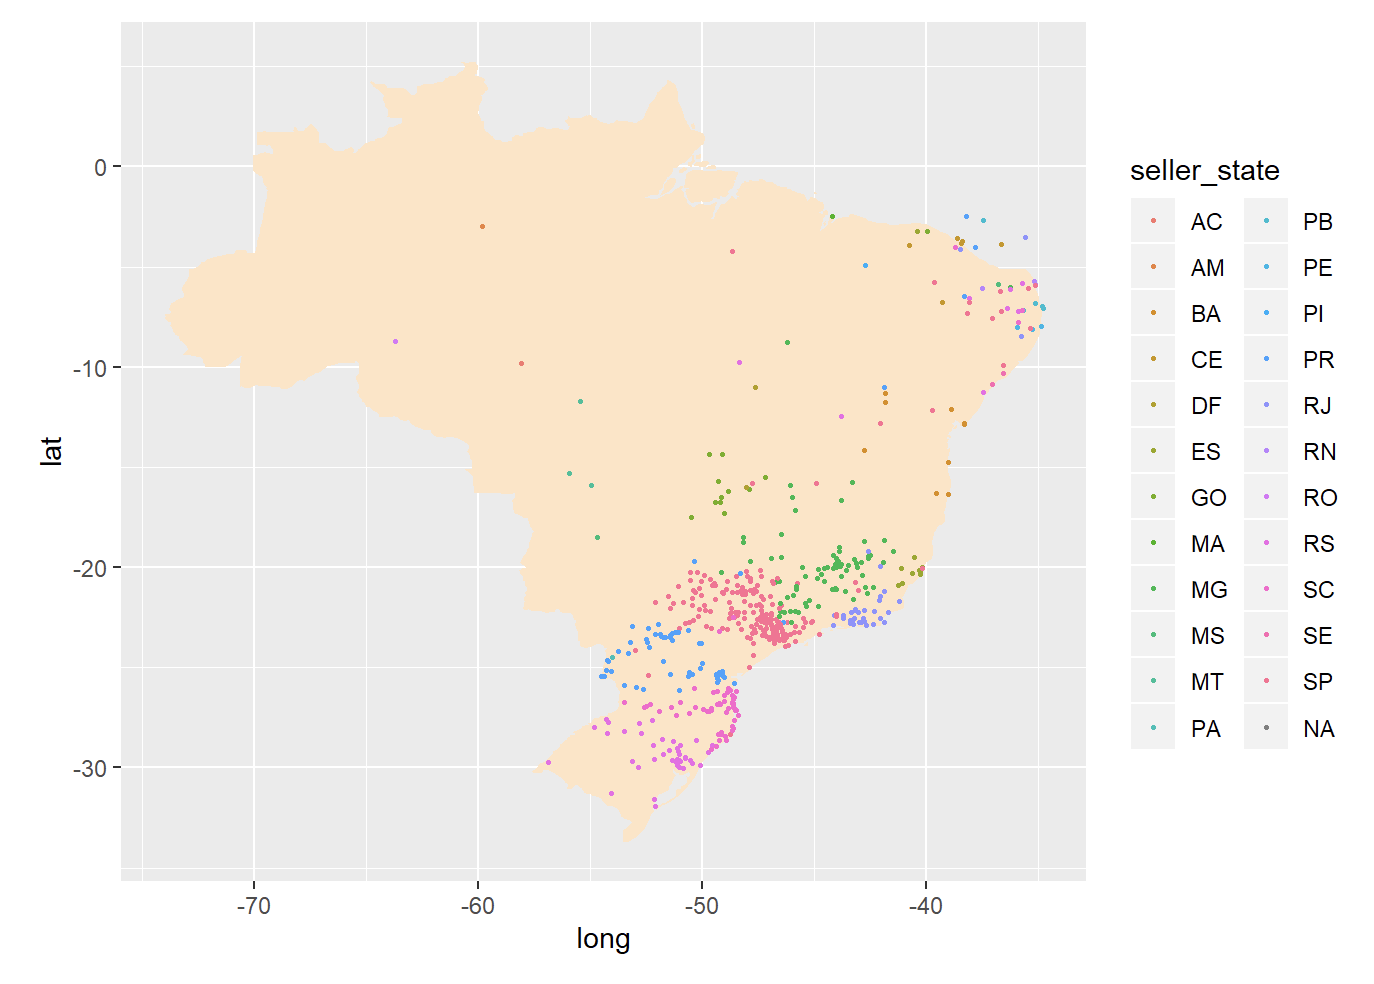 seller_state
AC
AM
BA
CE
DF
ES
GO
MA
MG
MS
MT
PA
PB
PE
PI
PR
RJ
RN
RO
RS
SC
SE
SP
NA
lat
0
-10
-20
-30
-70
-60
-50
-40
long